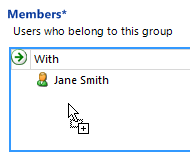 Members*
Users who belong to this group
With
Jane Smith